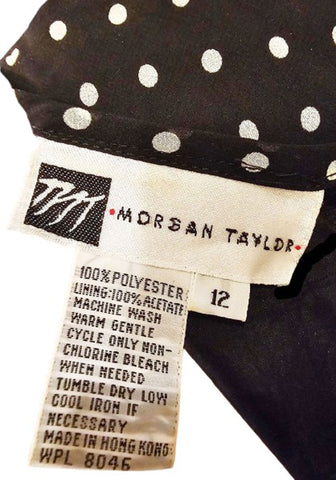 • MORGAN TAYLOR •
12
100% POLYESTER
LINING:100% ACETATE
MACHINE WASH
WARM GENTLE
CYCLE ONLY NON-
CHLORINE BLEACH
WHEN NEEDED
TUMBLE DRY LOW
COOL IRON IF
NECESSARY
MADE IN HONG KONG
WPL 8046